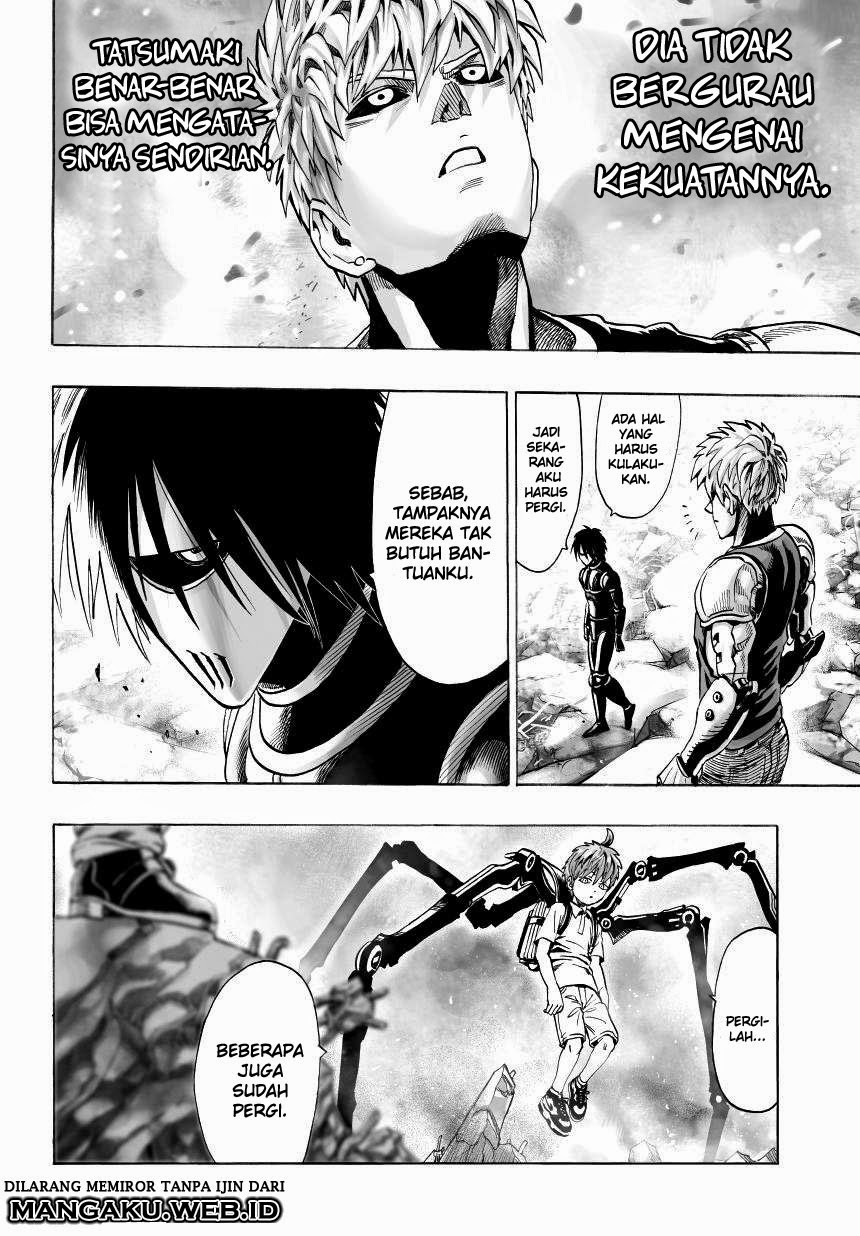 DIA TIDAK
BERGURAU
MENGENAI
KEKUATANNYA.
TATSUMAKI
BENAR-BENAR
BISA MENGATA-
SINYA SENDIRIAN.
ADA HAL
YANG
HARUS
KULAKU-
KAN.
JADI
SEKA-
RANG
AKU
HARUS
PERGI.
SEBAB,
TAMPAKNYA
MEREKA TAK
BUTUH BAN-
TUANKU.
PERGI-
LAH...
BEBERAPA
JUGA
SUDAH
PERGI.
DILARANG MEMIROR TANPA IJIN DARI
MANGAKU.WEB.ID